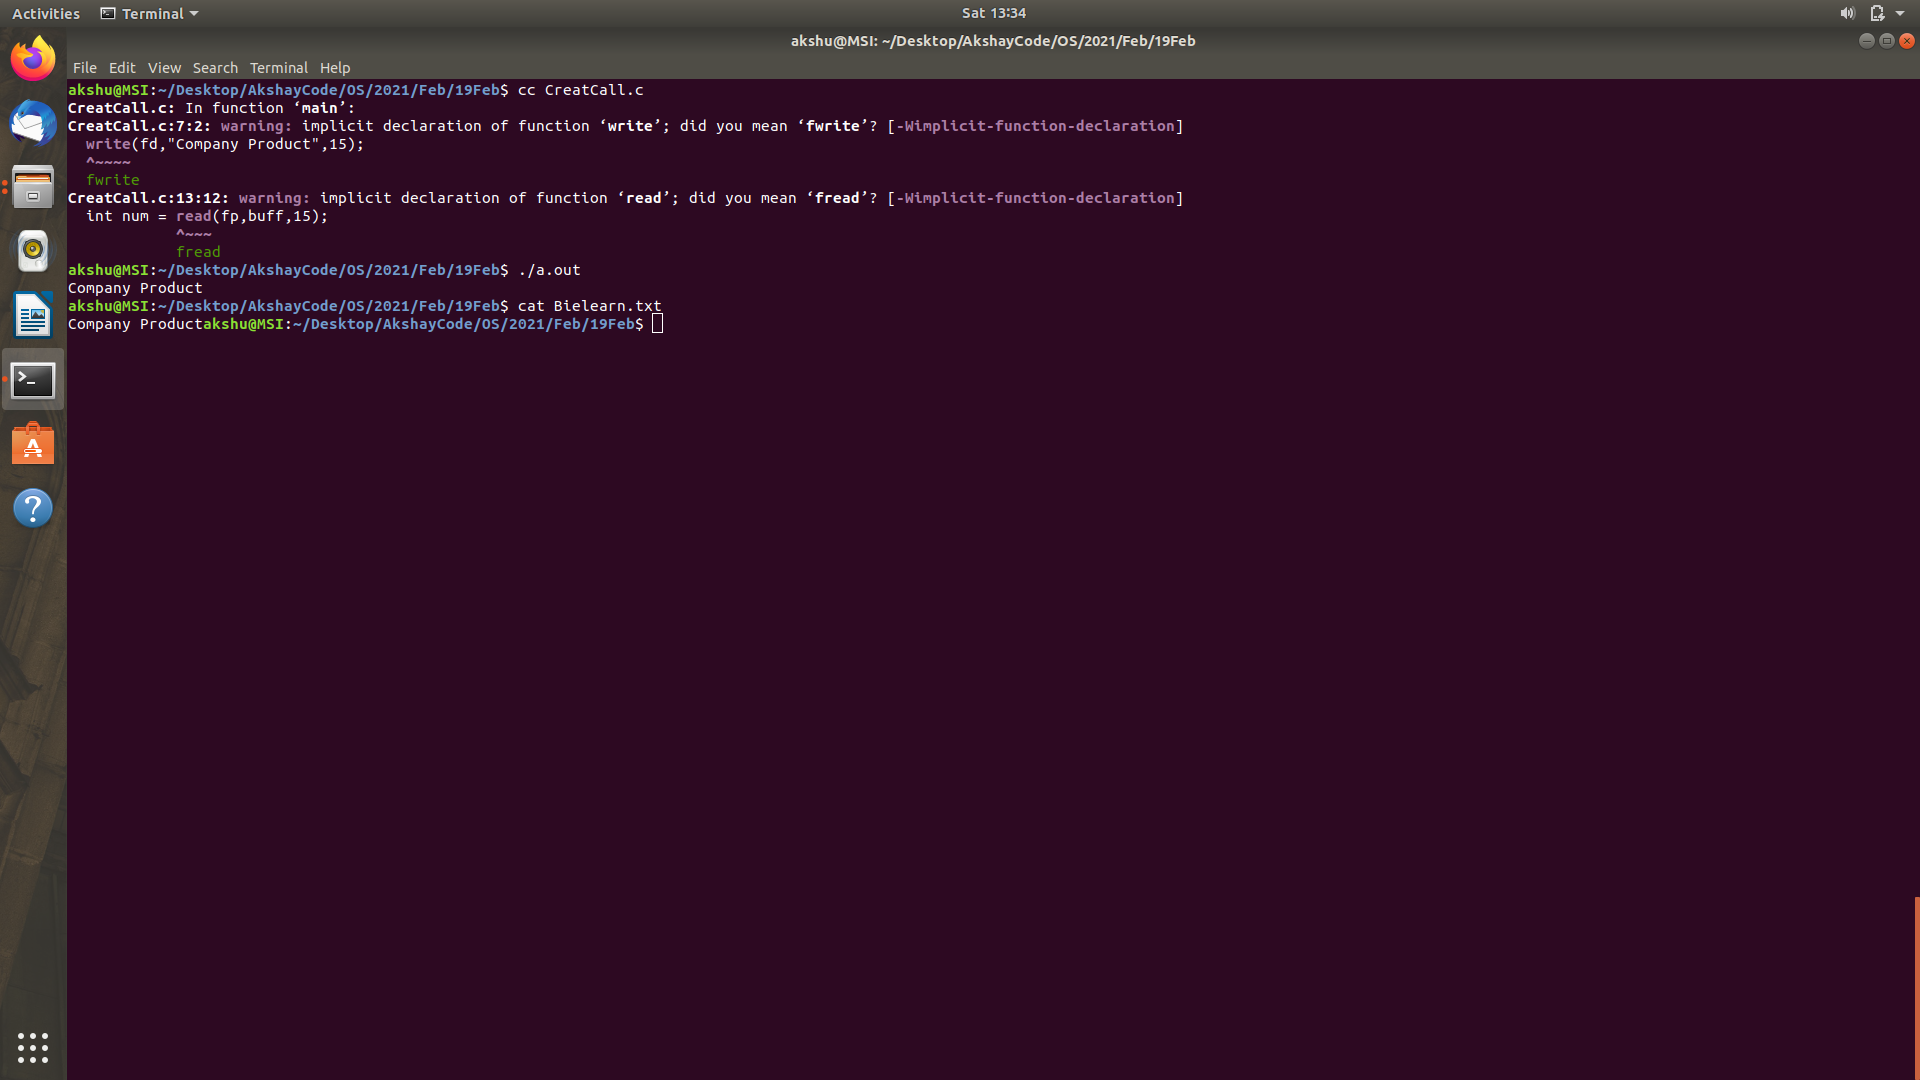 Activities Terminal Sat 13:34
akshu@MSI: ~/Desktop/AkshayCode/OS/2021/Feb/19Feb
File Edit View Search Terminal Help
akshu@MSI:~/Desktop/AkshayCode/OS/2021/Feb/19Feb$ cc CreatCall.c
CreatCall.c: In function ‘main’:
CreatCall.c:7:2: warning: implicit declaration of function ‘write’; did you mean ‘fwrite’? [-Wimplicit-function-declaration]
write(fd,"Company Product",15);
^~~~~
fwrite
CreatCall.c:13:12: warning: implicit declaration of function ‘read’; did you mean ‘fread’? [-Wimplicit-function-declaration]
int num = read(fp,buff,15);
^~~~
fread
akshu@MSI:~/Desktop/AkshayCode/OS/2021/Feb/19Feb$ ./a.out
Company Product
akshu@MSI:~/Desktop/AkshayCode/OS/2021/Feb/19Feb$ cat Bielearn.txt
Company Productakshu@MSI:~/Desktop/AkshayCode/OS/2021/Feb/19Feb$